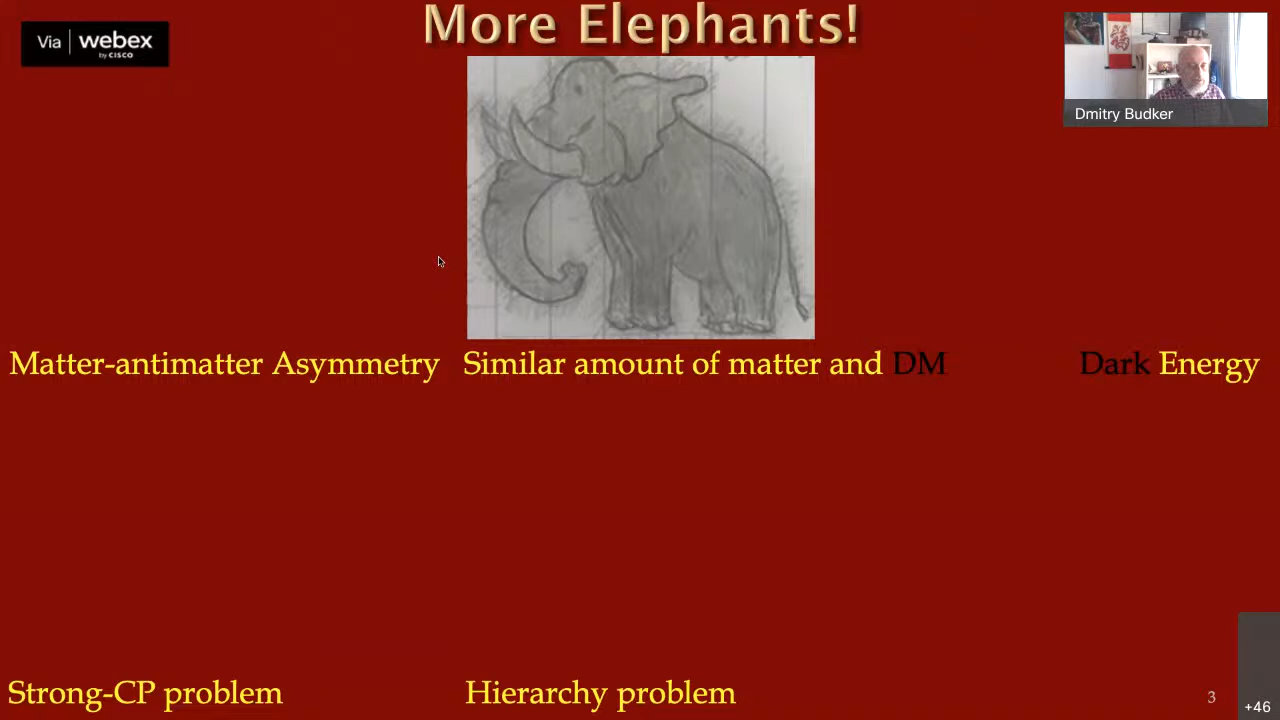 More Elephants!
Via | webex
by CISCO
Dmitry Budker
Matter-antimatter Asymmetry
Similar amount of matter and DM
Dark Energy
Strong-CP problem
Hierarchy problem
3
+46